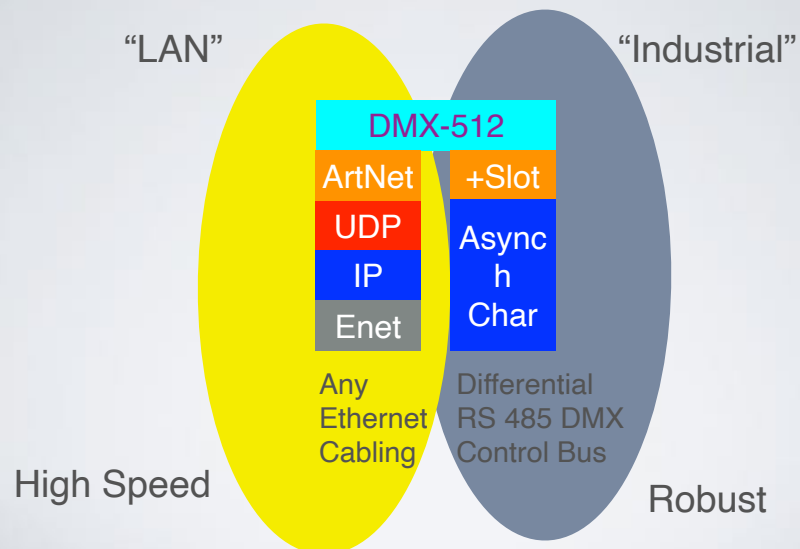 “LAN”
“Industrial”
DMX-512
ArtNet
+Slot
UDP
IP
Enet
Async
h
Char
Any
Ethernet
Cabling
Differential
RS 485 DMX
Control Bus
High Speed
Robust